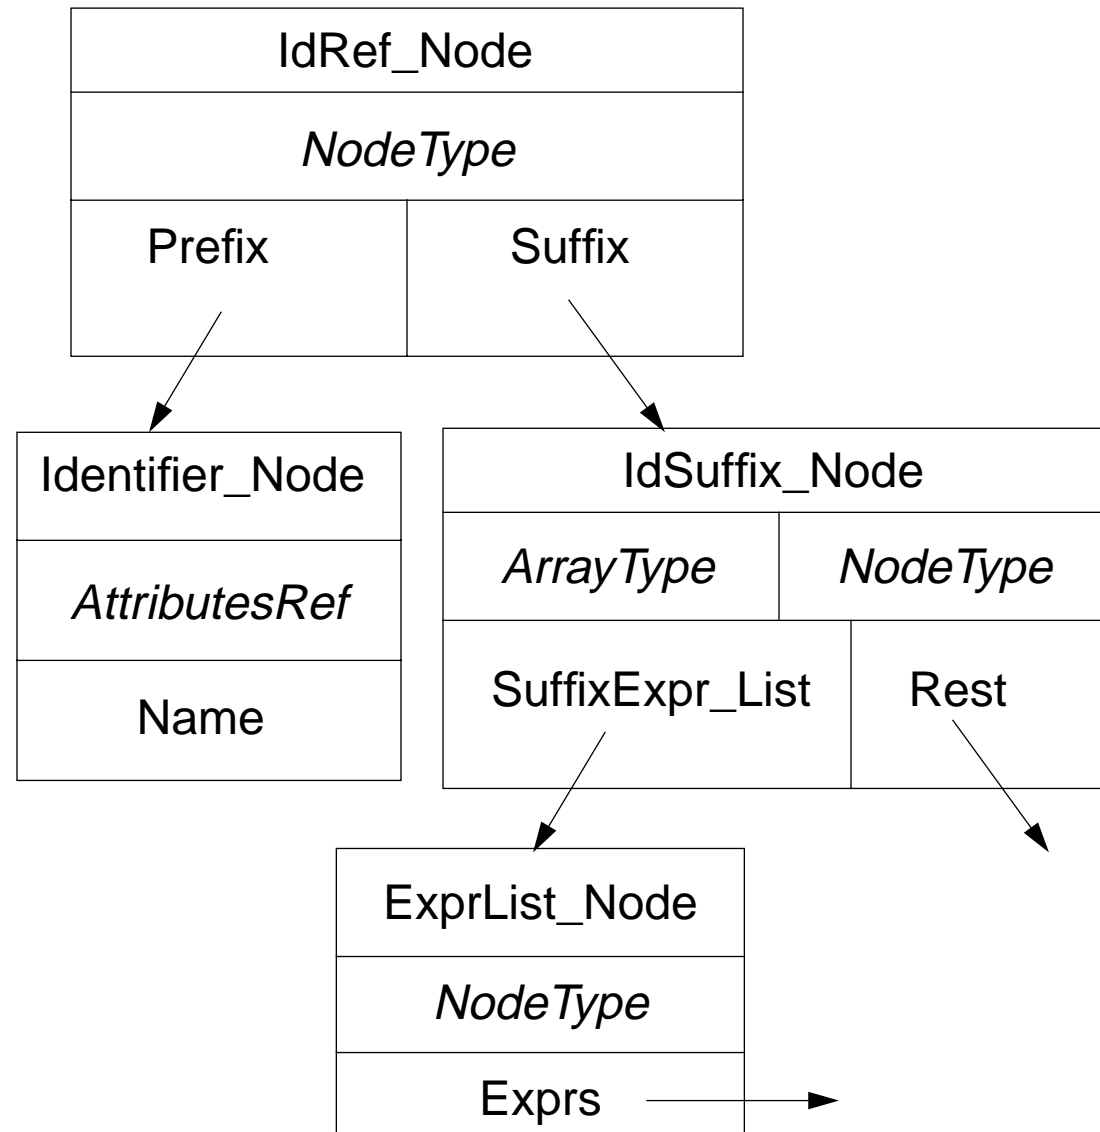 IdRef_Node
NodeType
Prefix Suffix
Identifier_Node
AttributesRef
Name
IdSuffix_Node
ArrayType NodeType
SuffixExpr_List Rest
ExprList_Node
NodeType
Exprs